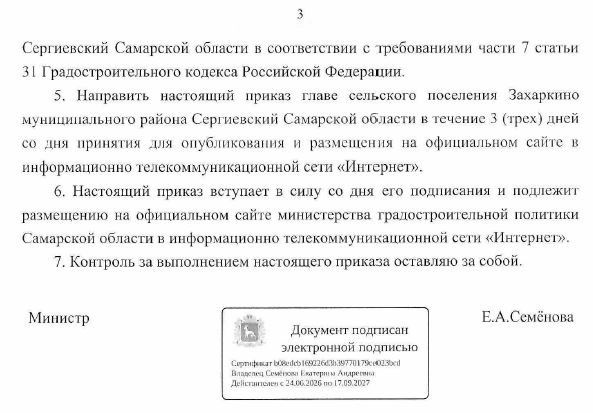 3
Сергиевский Самарской области в соответствии с требованиями части 7 статьи
31 Градостроительного кодекса Российской Федерации.
5. Направить настоящий приказ главе сельского поселения Захаркино
муниципального района Сергиевский Самарской области в течение 3 (трех) дней
со дня принятия для опубликования и размещения на официальном сайте в
информационно телекоммуникационной сети «Интернет».
6. Настоящий приказ вступает в силу со дня его подписания и подлежит
размещению на официальном сайте министерства градостроительной политики
Самарской области в информационно телекоммуникационной сети «Интернет».
7. Контроль за выполнением настоящего приказа оставляю за собой.
Министр
Е.А.Семёнова
Документ подписан
электронной подписью
Сертификат
Владелец Семёнова Екатерина Андреевна
Действителен с 24.06.2026 по 17.09.2027